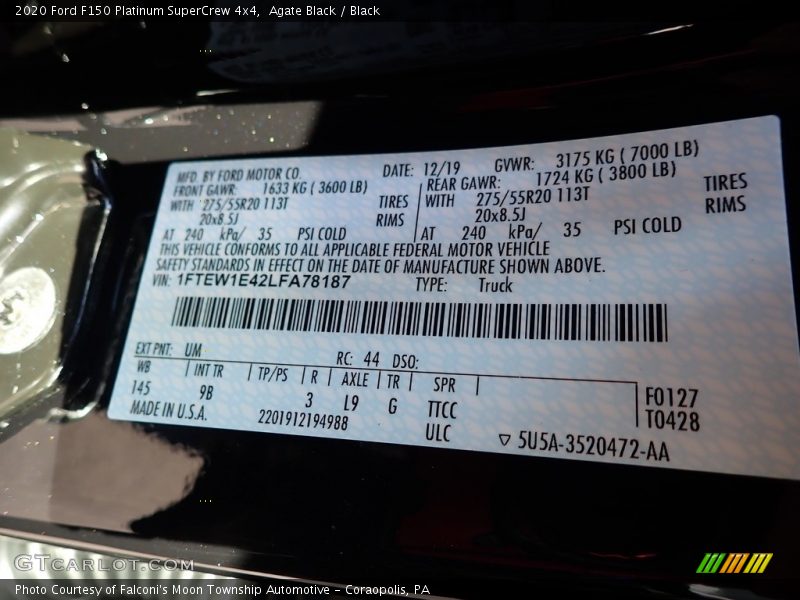 2020 Ford F150 Platinum SuperCrew 4x4, Agate Black / Black
MFD. BY FORD MOTOR CO. DATE: 12/19 GVWR: 3175 KG ( 7000 LB)
FRONT GAWR: 1633 KG ( 3600 LB) REAR GAWR: 1724 KG ( 3800 LB)
WITH 275/55R20 113T TIRES WITH 275/55R20 113T TIRES
20x8.5J RIMS 20x8.5J RIMS
AT 240 kPa/ 35 PSI COLD AT 240 kPa/ 35 PSI COLD
THIS VEHICLE CONFORMS TO ALL APPLICABLE FEDERAL MOTOR VEHICLE
SAFETY STANDARDS IN EFFECT ON THE DATE OF MANUFACTURE SHOWN ABOVE.
VIN: 1FTEW1E42LFA78187 TYPE: Truck
EXT PNT: UM RC: 44 DSO:
WB INT TR TP/PS R AXLE TR SPR
145 9B 3 L9 G TTCC F0127
MADE IN U.S.A. 2201912194988 ULC T0428
▽ 5U5A-3520472-AA
GTCARLOT.COM
Photo Courtesy of Falconi's Moon Township Automotive – Coraopolis, PA